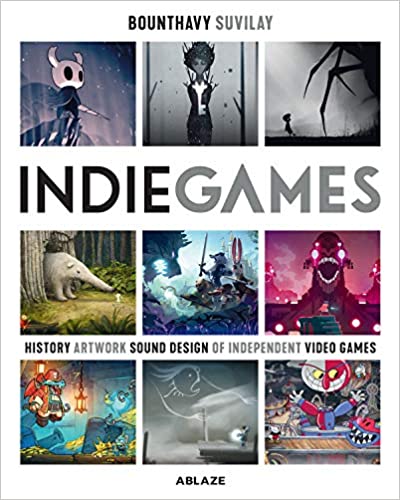 BOUNTHAVY SUVILAY
INDIEGAMES
HISTORY ARTWORK SOUND DESIGN OF INDEPENDENT VIDEO GAMES
ABLAZE